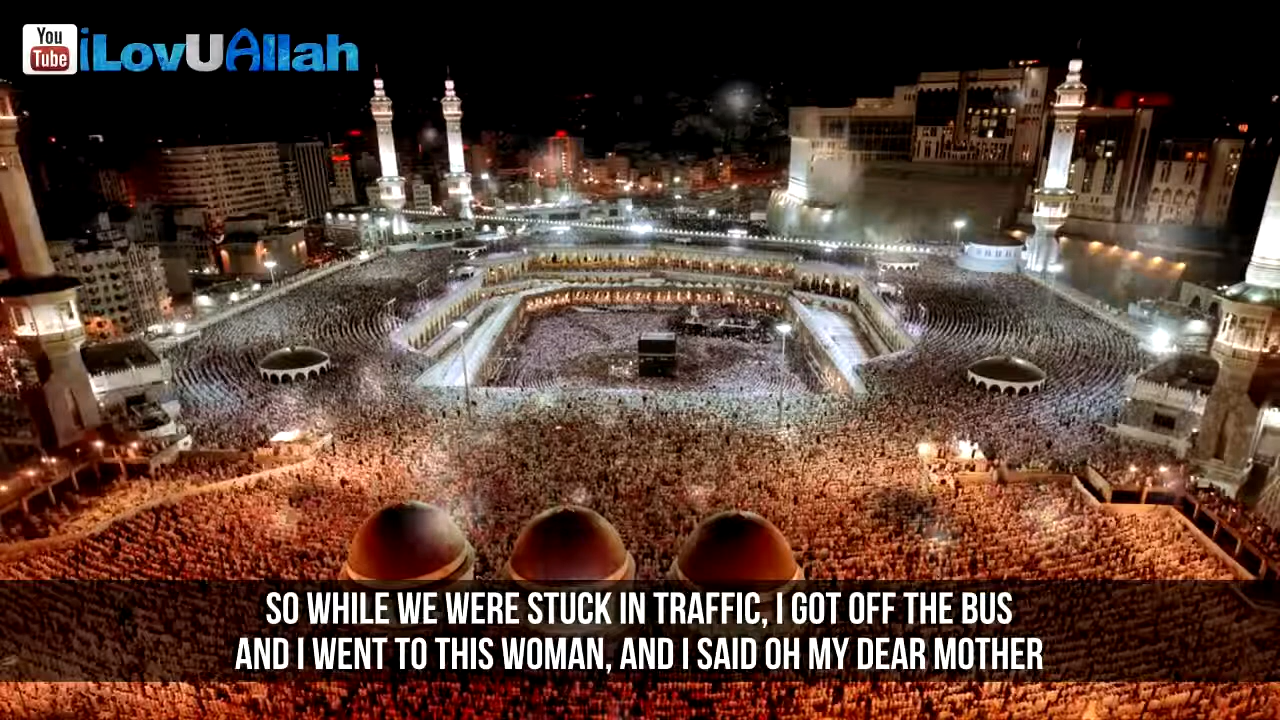 You
Tube
iLovUAllah
SO WHILE WE WERE STUCK IN TRAFFIC, I GOT OFF THE BUS
AND I WENT TO THIS WOMAN, AND I SAID OH MY DEAR MOTHER